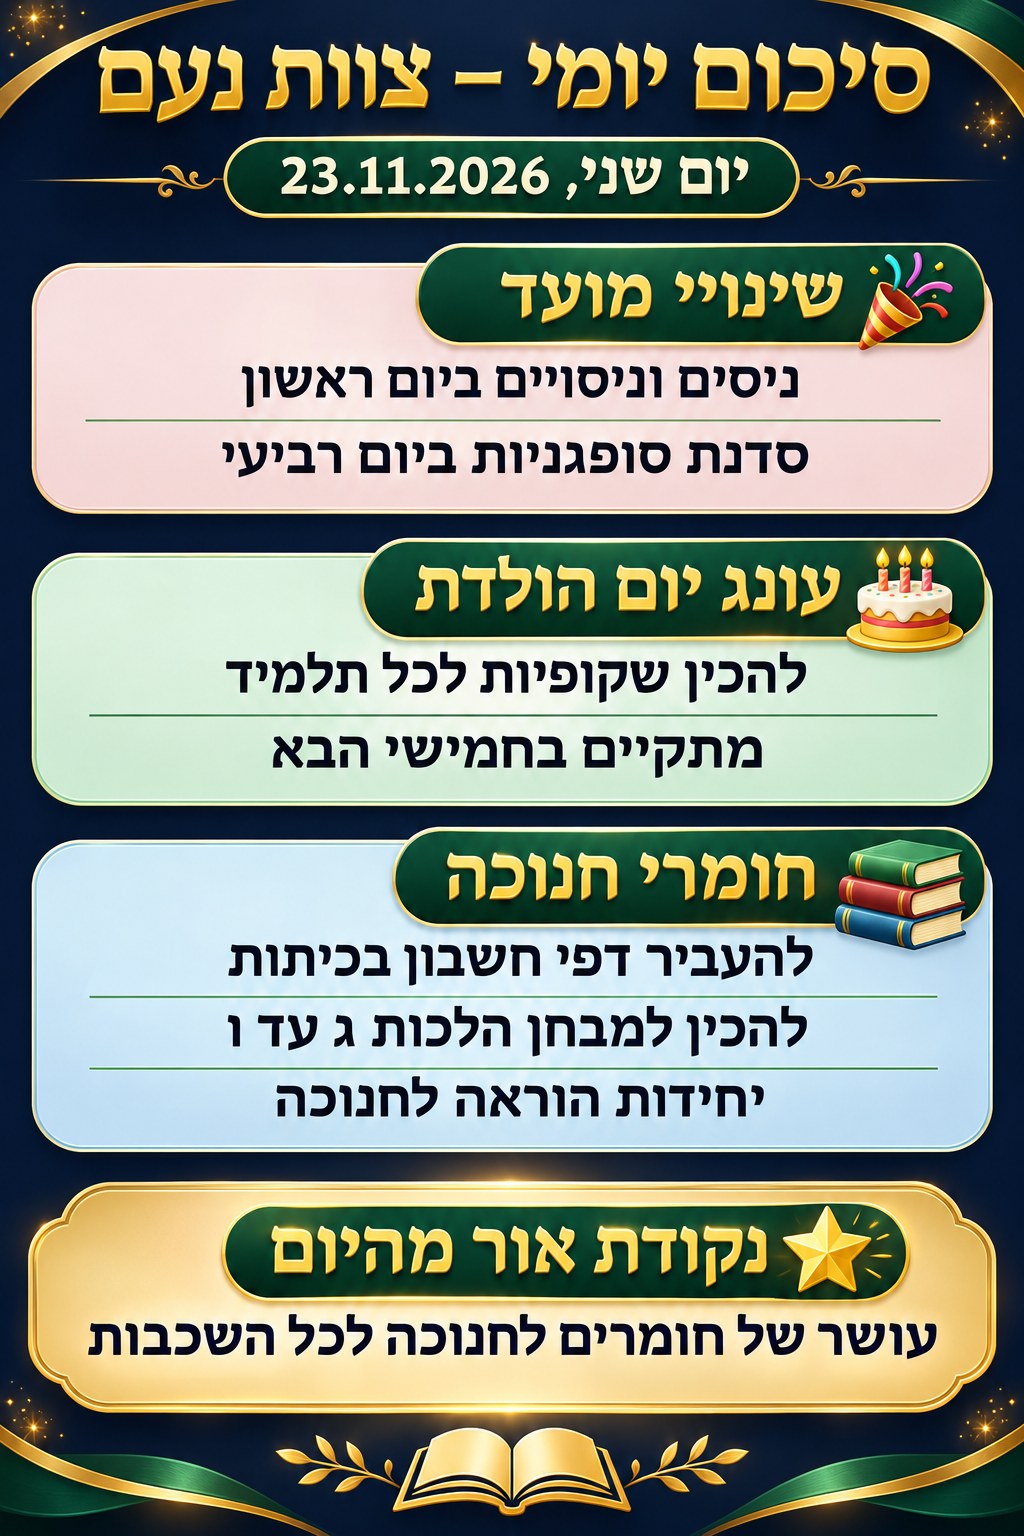 סיכום יומי – צוות נעם
יום שני, 23.11.2026
שינויי מועד
ניסים וניסויים ביום ראשון
סדנת סופגניות ביום רביעי
עונג יום הולדת
להכין שקופיות לכל תלמיד
מתקיים בחמישי הבא
חומרי חנוכה
להעביר דפי חשבון בכיתות
להכין למבחן הלכות ג עד ו
יחידות הוראה לחנוכה
נקודת אור מהיום
עושר של חומרים לחנוכה לכל השכבות